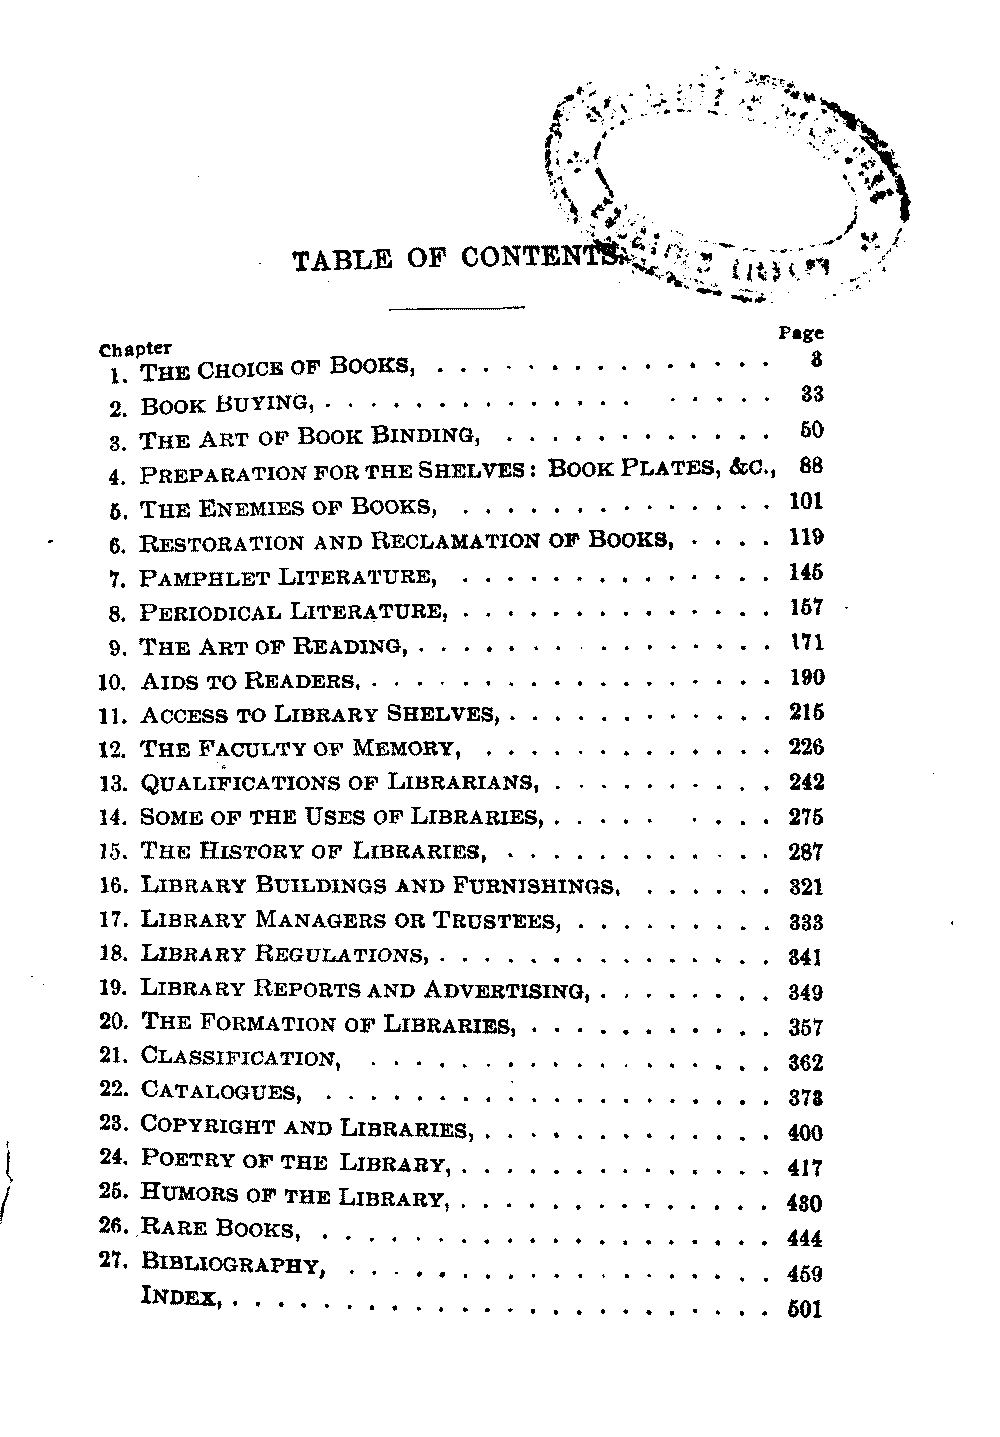 TABLE OF CONTENTS.
Chapter Page
1. THE CHOICE OF BOOKS, . . . . . . . . . . . . . . . 3
2. BOOK BUYING, . . . . . . . . . . . . . . . . . . . 33
3. THE ART OF BOOK BINDING, . . . . . . . . . . . . 50
4. PREPARATION FOR THE SHELVES: BOOK PLATES, &C., 88
5. THE ENEMIES OF BOOKS, . . . . . . . . . . . . . . 101
6. RESTORATION AND RECLAMATION OF BOOKS, . . . . 119
7. PAMPHLET LITERATURE, . . . . . . . . . . . . . . 145
8. PERIODICAL LITERATURE, . . . . . . . . . . . . . . 157
9. THE ART OF READING, . . . . . . . . . . . . . . . . 171
10. AIDS TO READERS, . . . . . . . . . . . . . . . . . . 190
11. ACCESS TO LIBRARY SHELVES, . . . . . . . . . . . . 215
12. THE FACULTY OF MEMORY, . . . . . . . . . . . . . 226
13. QUALIFICATIONS OF LIBRARIANS, . . . . . . . . . . 242
14. SOME OF THE USES OF LIBRARIES, . . . . . . . . . 275
15. THE HISTORY OF LIBRARIES, . . . . . . . . . . . . 287
16. LIBRARY BUILDINGS AND FURNISHINGS, . . . . . . 321
17. LIBRARY MANAGERS OR TRUSTEES, . . . . . . . . . 333
18. LIBRARY REGULATIONS, . . . . . . . . . . . . . . . 341
19. LIBRARY REPORTS AND ADVERTISING, . . . . . . . . 349
20. THE FORMATION OF LIBRARIES, . . . . . . . . . . . 357
21. CLASSIFICATION, . . . . . . . . . . . . . . . . . . 362
22. CATALOGUES, . . . . . . . . . . . . . . . . . . . . 373
23. COPYRIGHT AND LIBRARIES, . . . . . . . . . . . . . 400
24. POETRY OF THE LIBRARY, . . . . . . . . . . . . . . 417
25. HUMORS OF THE LIBRARY, . . . . . . . . . . . . . . 430
26. RARE BOOKS, . . . . . . . . . . . . . . . . . . . . 444
27. BIBLIOGRAPHY, . . . . . . . . . . . . . . . . . . . 459
INDEX, . . . . . . . . . . . . . . . . . . . . . . . . 501